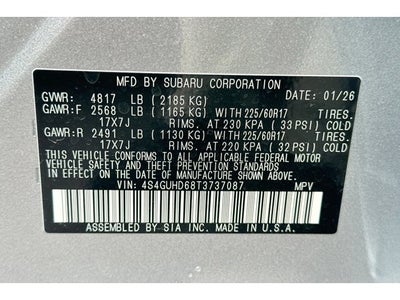 MFD BY SUBARU CORPORATION
GVWR: 4817 LB (2185 KG) DATE: 01/26
GAWR:F 2568 LB (1165 KG) WITH 225/60R17 TIRES.
17X7J RIMS. AT 230 KPA (33 PSI) COLD
GAWR:R 2491 LB (1130 KG) WITH 225/60R17 TIRES.
17X7J RIMS. AT 220 KPA (32 PSI) COLD
THIS VEHICLE CONFORMS TO ALL APPLICABLE FEDERAL
MOTOR VEHICLE SAFETY AND THEFT PREVENTION STANDARDS
IN EFFECT ON THE DATE OF MANUFACTURE SHOWN ABOVE.
VIN: 4S4GUHD68T3737087 MPV
ASSEMBLED BY SIA INC. MADE IN U.S.A.